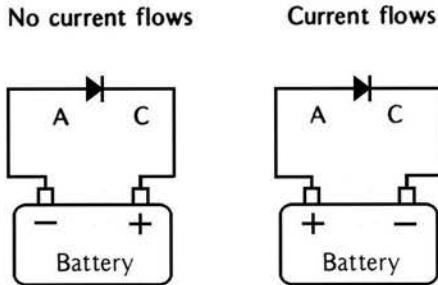 No current flows
Current flows
A C
A C
− +
+ −
Battery
Battery